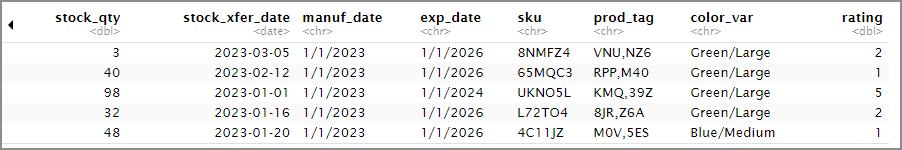 stock_qty stock_xfer_date manuf_date exp_date sku prod_tag color_var rating
<dbl> <date> <chr> <chr> <chr> <chr> <chr> <dbl>
3 2023-03-05 1/1/2023 1/1/2026 8NMFZ4 VNU,NZ6 Green/Large 2
40 2023-02-12 1/1/2023 1/1/2026 65MQC3 RPP,M40 Green/Large 1
98 2023-01-01 1/1/2023 1/1/2024 UKNO5L KMQ,39Z Green/Large 5
32 2023-01-16 1/1/2023 1/1/2026 L72TO4 8JR,Z6A Green/Large 2
48 2023-01-20 1/1/2023 1/1/2026 4C11JZ M0V,5ES Blue/Medium 1